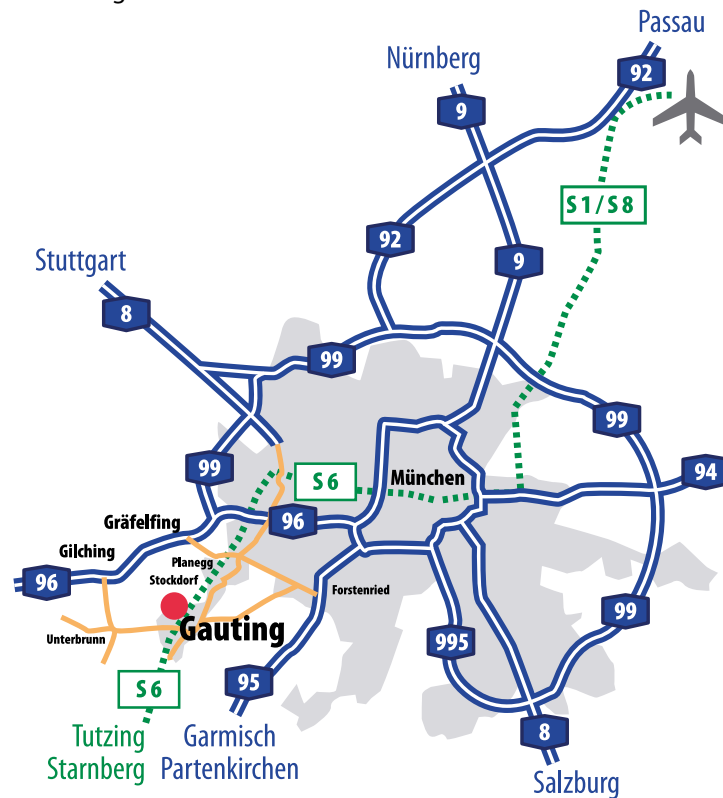 Passau
Nürnberg
92
9
S1/S8
92
9
Stuttgart
8
99
99
99
S6
München
94
96
Gräfelfing
Gilching
Planegg
Stockdorf
96
Forstenried
99
Gauting
Unterbrunn
995
S6
95
8
Tutzing
Starnberg
Garmisch
Partenkirchen
Salzburg